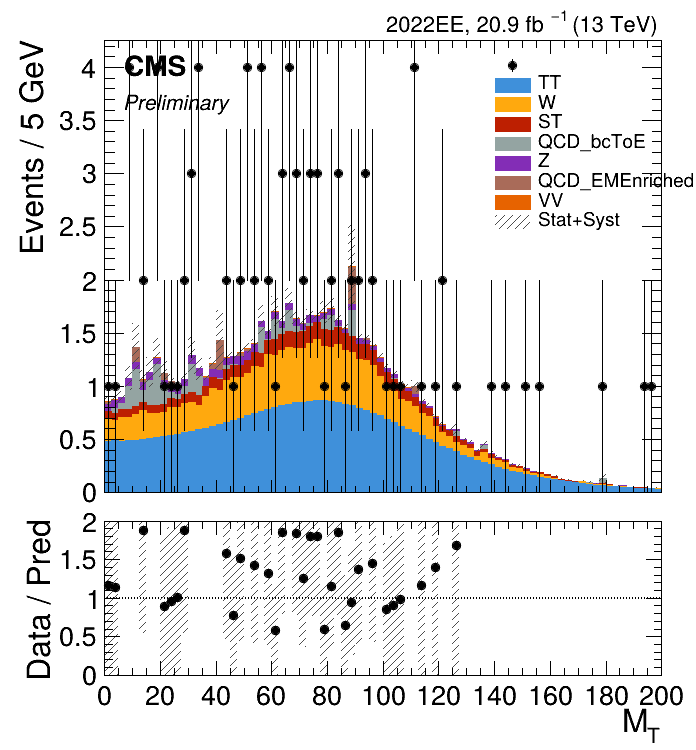 2022EE, 20.9 fb⁻¹ (13 TeV)
CMS
Preliminary
Events / 5 GeV
4
3.5
3
2.5
2
1.5
1
0.5
0
TT
W
ST
QCD_bcToE
Z
QCD_EMEnriched
VV
Stat+Syst
Data / Pred
2
1.5
1
0.5
0
0 20 40 60 80 100 120 140 160 180 200
M_T